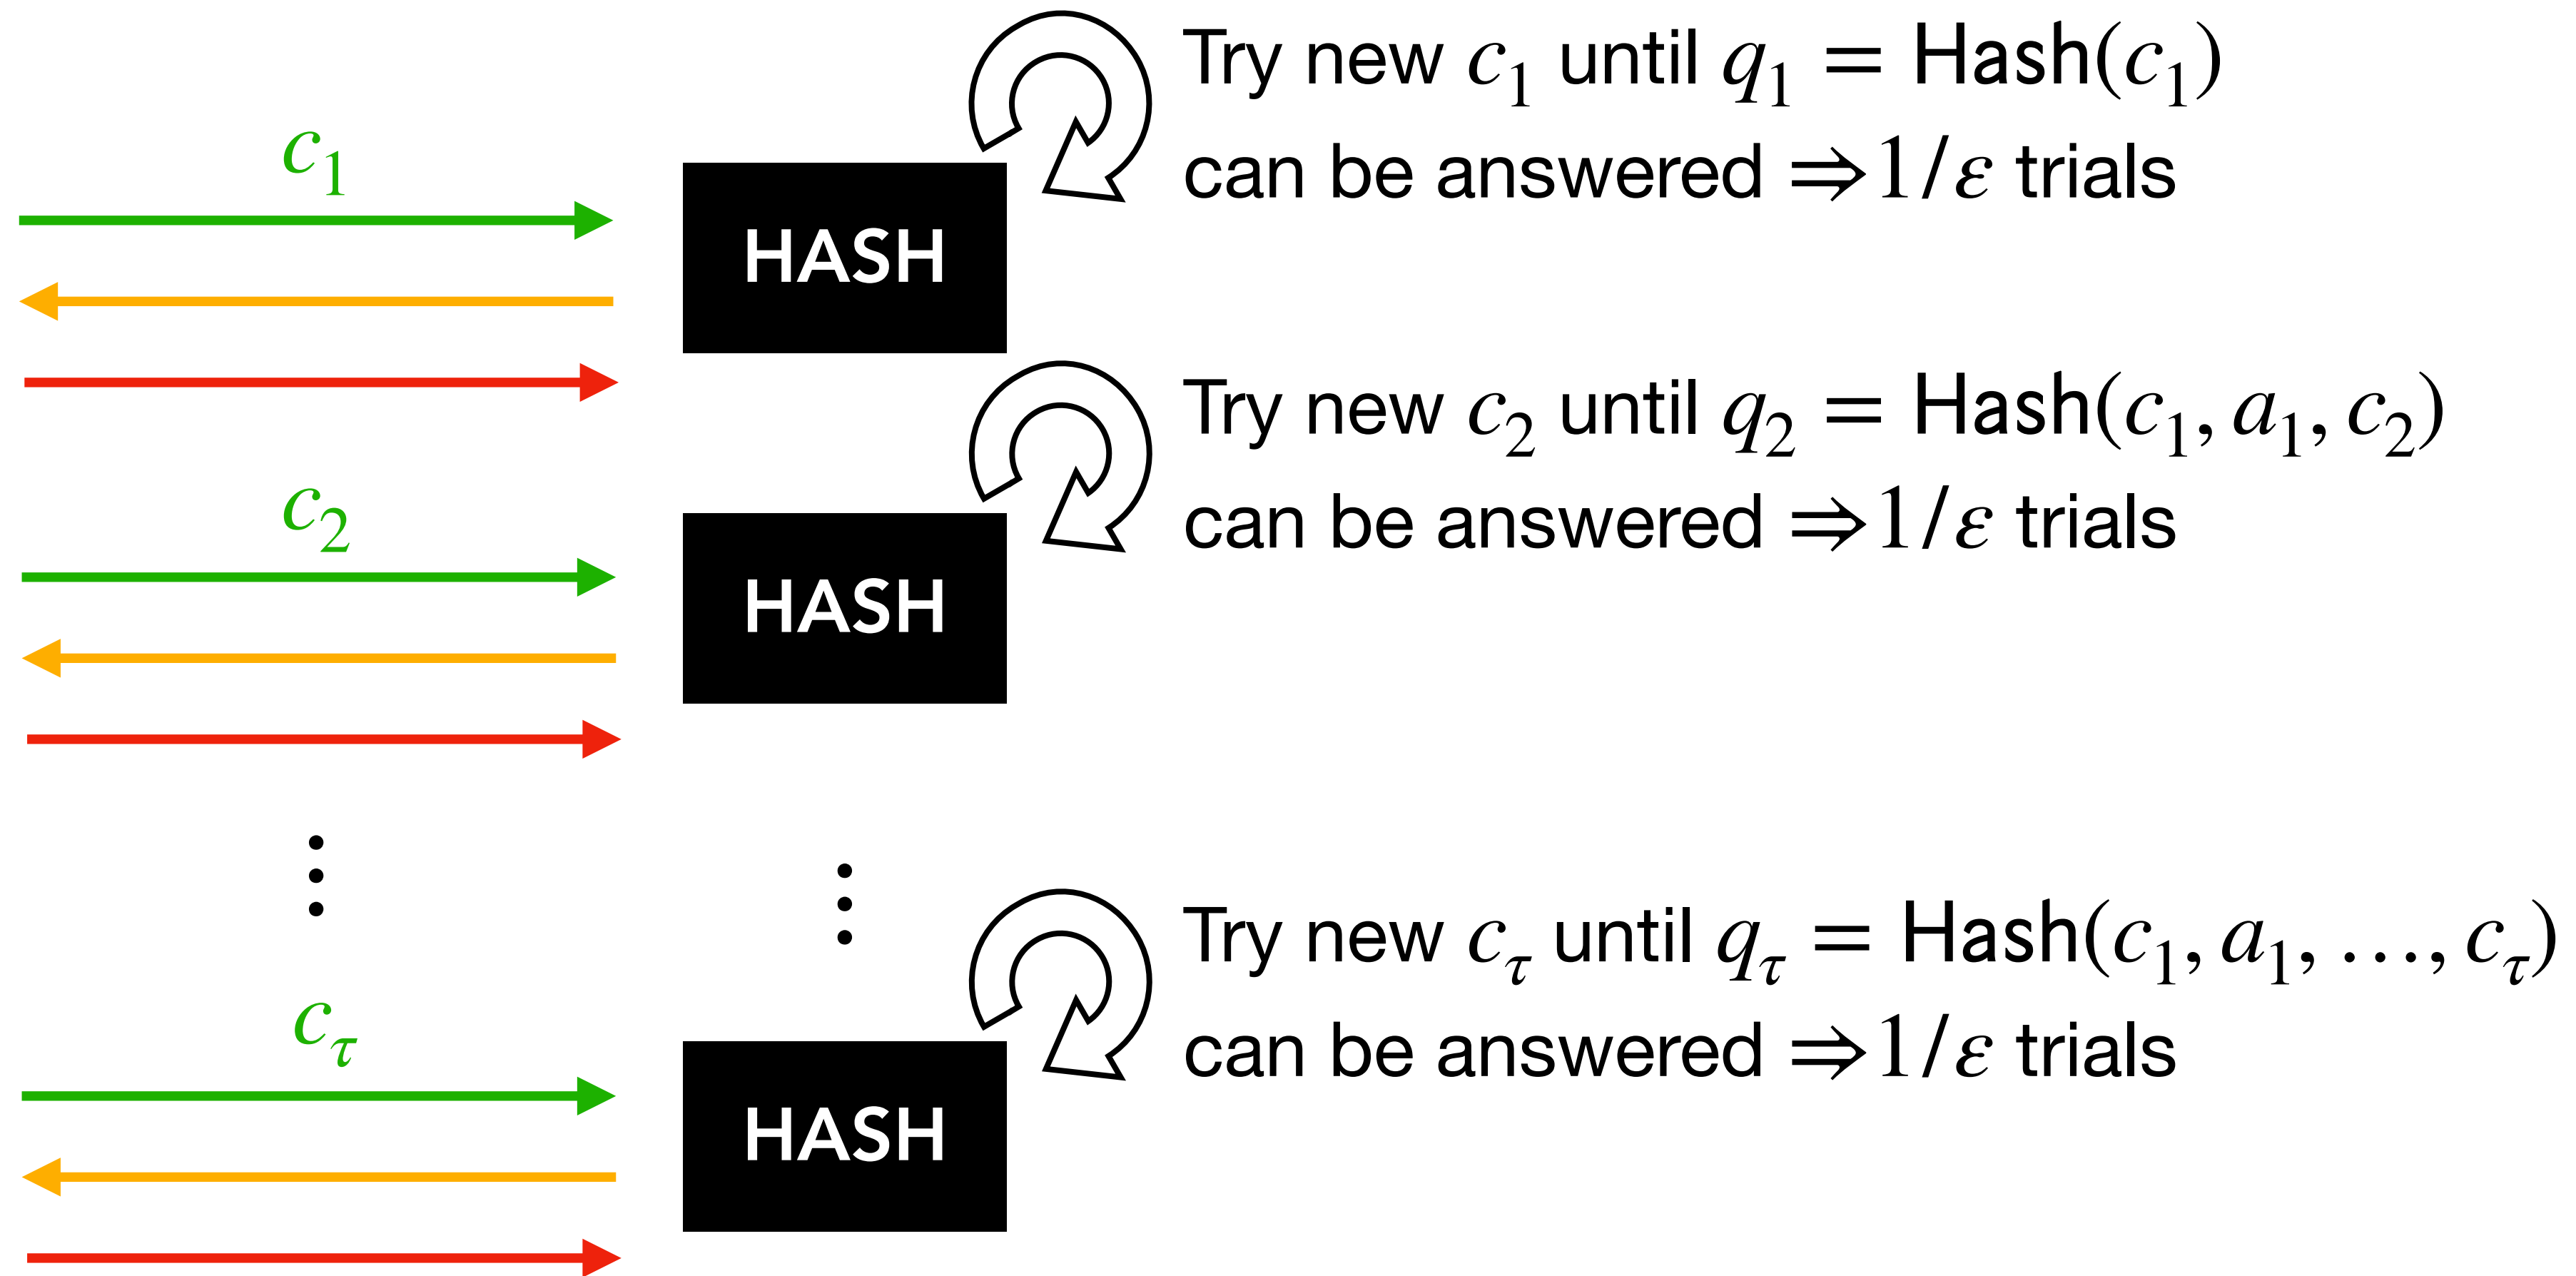 Try new c₁ until q₁ = Hash(c₁)
can be answered ⇒1/ε trials
c₁
HASH
Try new c₂ until q₂ = Hash(c₁, a₁, c₂)
can be answered ⇒1/ε trials
c₂
HASH
⋮
⋮
Try new c_τ until q_τ = Hash(c₁, a₁, …, c_τ)
can be answered ⇒1/ε trials
c_τ
HASH